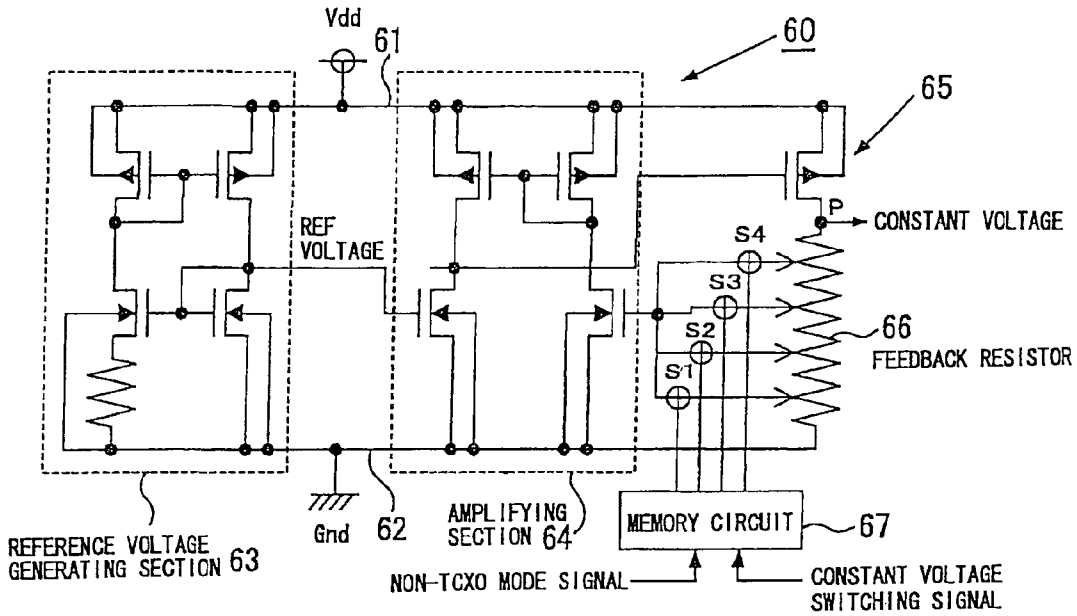 Vdd
61
60
65
REF
VOLTAGE
P
CONSTANT VOLTAGE
S4
S3
S2
S1
66
FEEDBACK RESISTOR
Gnd
62
REFERENCE VOLTAGE
GENERATING SECTION 63
AMPLIFYING
SECTION 64
MEMORY CIRCUIT
67
NON-TCXO MODE SIGNAL
CONSTANT VOLTAGE
SWITCHING SIGNAL